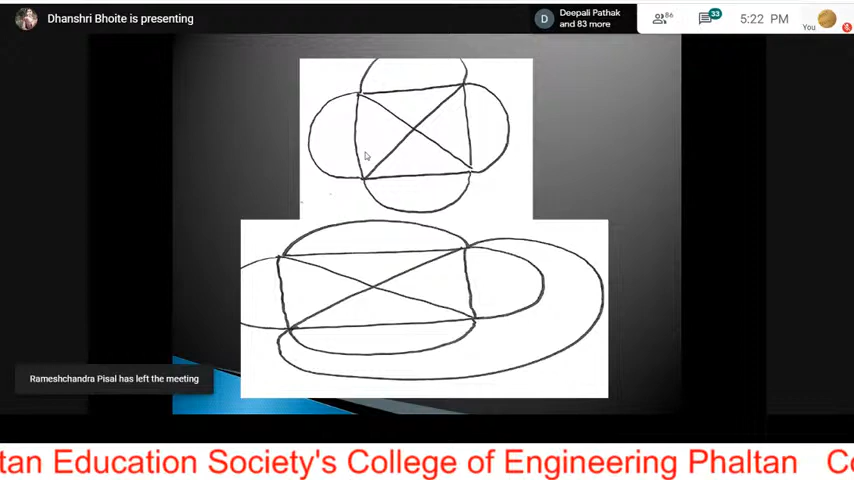 Dhanshri Bhoite is presenting
D
Deepali Pathak
and 83 more
86
33
5:22 PM
You
Rameshchandra Pisal has left the meeting
tan Education Society's College of Engineering Phaltan Co